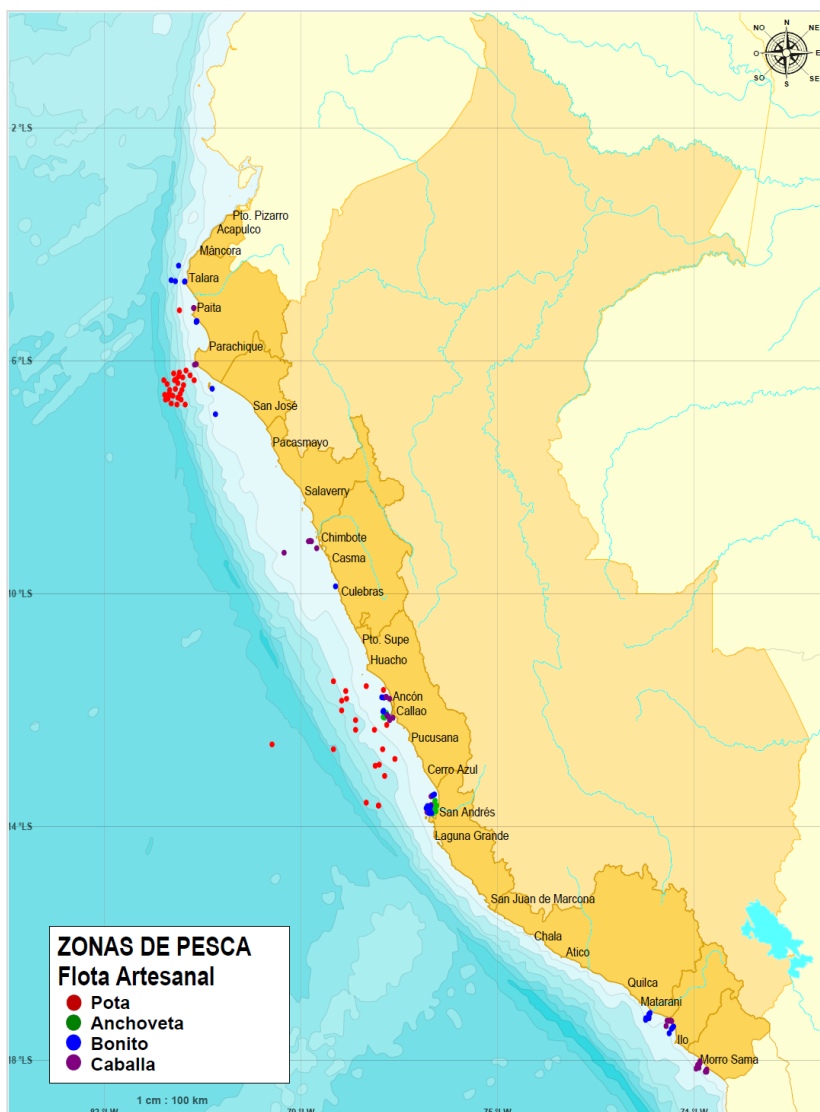 N
NO
NE
O
E
SO
SE
S
2 °LS
Pto. Pizarro
Acapulco
Máncora
Talara
Paita
Parachique
6 °LS
San José
Pacasmayo
Salaverry
Chimbote
Casma
Culebras
10 °LS
Pto. Supe
Huacho
Ancón
Callao
Pucusana
Cerro Azul
San Andrés
14 °LS
Laguna Grande
San Juan de Marcona
Chala
Atico
Quilca
Matarani
Ilo
Morro Sama
18 °LS
ZONAS DE PESCA
Flota Artesanal
Pota
Anchoveta
Bonito
Caballa
1 cm : 100 km